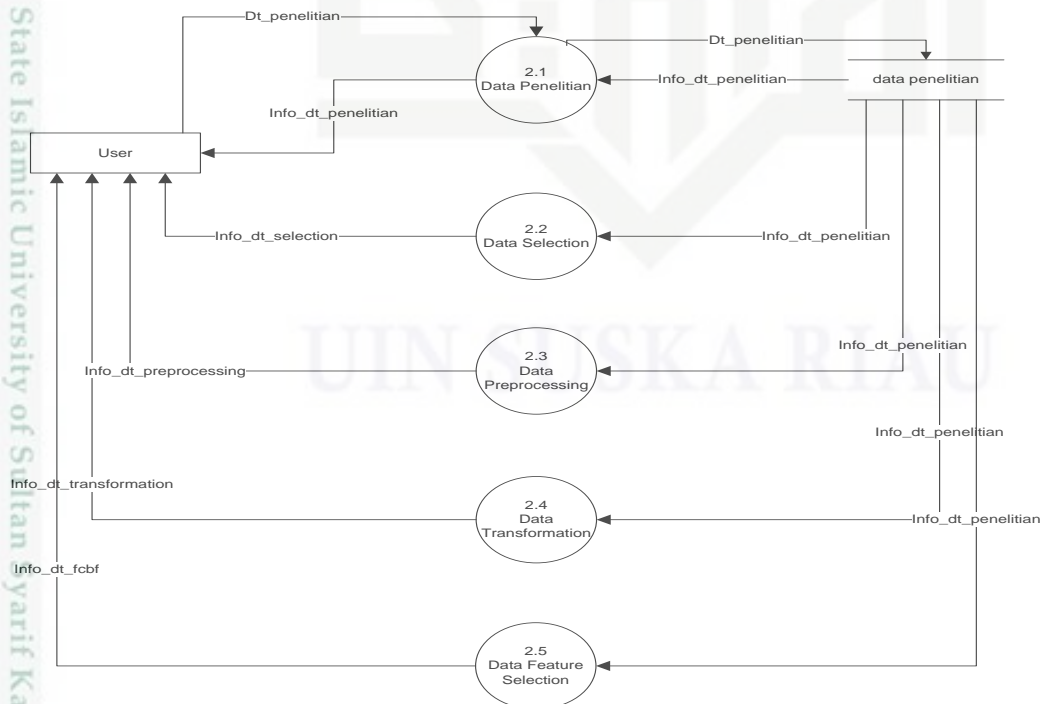 Dt_penelitian
Dt_penelitian
2.1
Data Penelitian
Info_dt_penelitian
data penelitian
Info_dt_penelitian
User
2.2
Data Selection
Info_dt_selection
Info_dt_penelitian
UIN SUSKA RIAU
Info_dt_penelitian
2.3
Data
Preprocessing
Info_dt_preprocessing
Info_dt_penelitian
Info_dt_transformation
2.4
Data
Transformation
Info_dt_penelitian
Info_dt_fcbf
2.5
Data Feature
Selection
State Islamic University of Sultan Syarif Ka